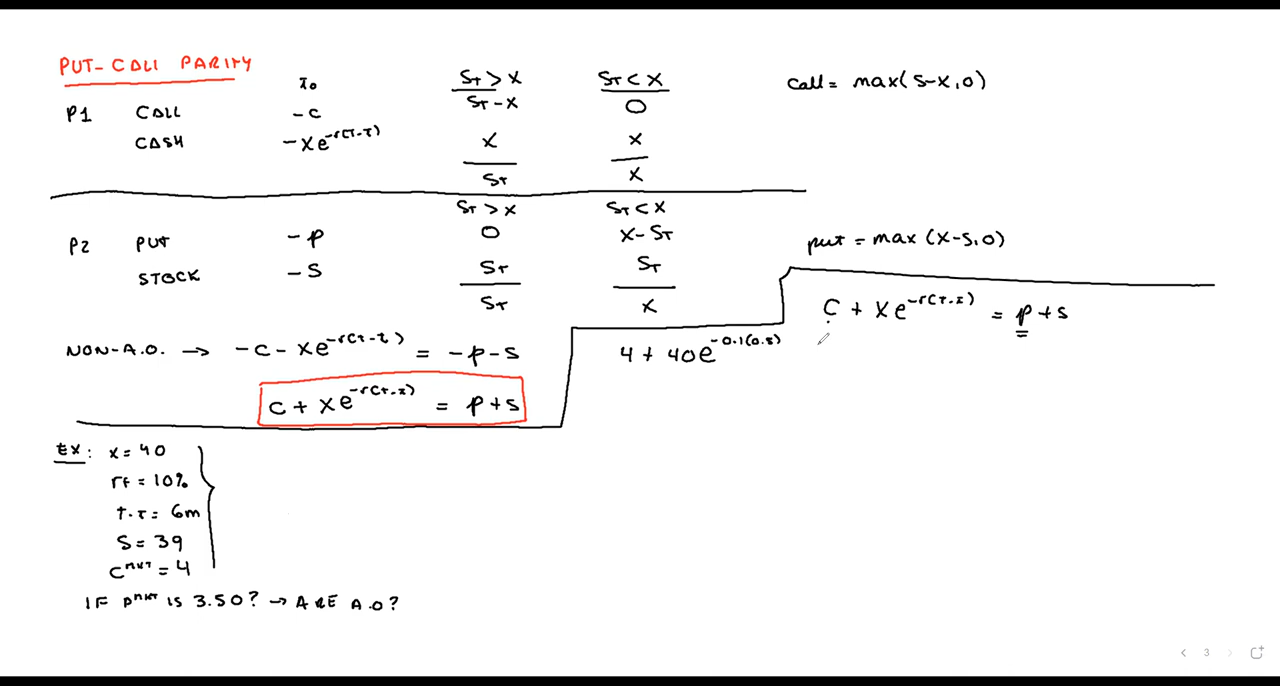 PUT-CALL PARITY
T₀ Sₜ > X Sₜ < X call = max(S-X,0)
P1 CALL -C Sₜ-X 0
CASH -Xe^-r(T-t) X X
Sₜ X
Sₜ > X Sₜ < X
P2 PUT -P 0 X-Sₜ put = max(X-S,0)
STOCK -S Sₜ Sₜ
Sₜ X
C + Xe^-r(T-t) = P+S
NON-A.O. → -C-Xe^-r(T-t) = -P-S
4 + 40e^-0.1(0.5)
C+Xe^-r(T-t) = P+S
EX: X=40
rf = 10%
T-t= 6m
S = 39
C^MKT = 4
IF P^MKT IS 3.50? → ARE A.O?
3